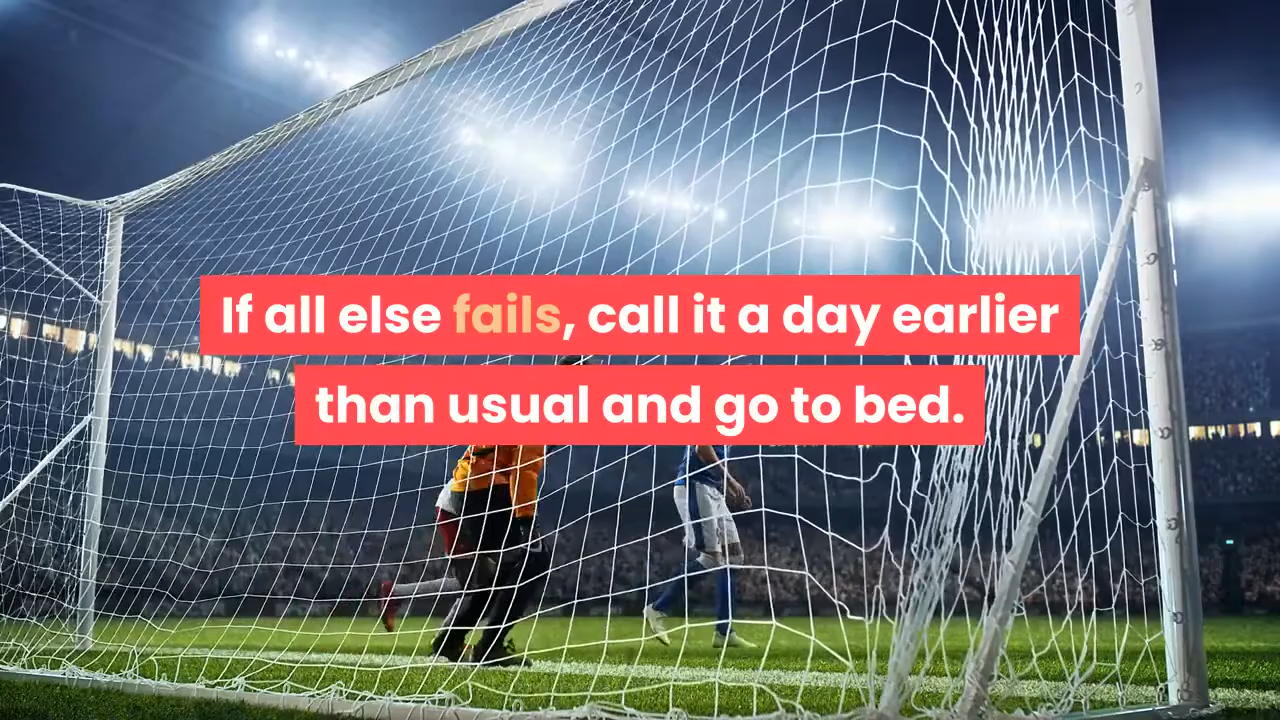 If all else fails, call it a day earlier
than usual and go to bed.